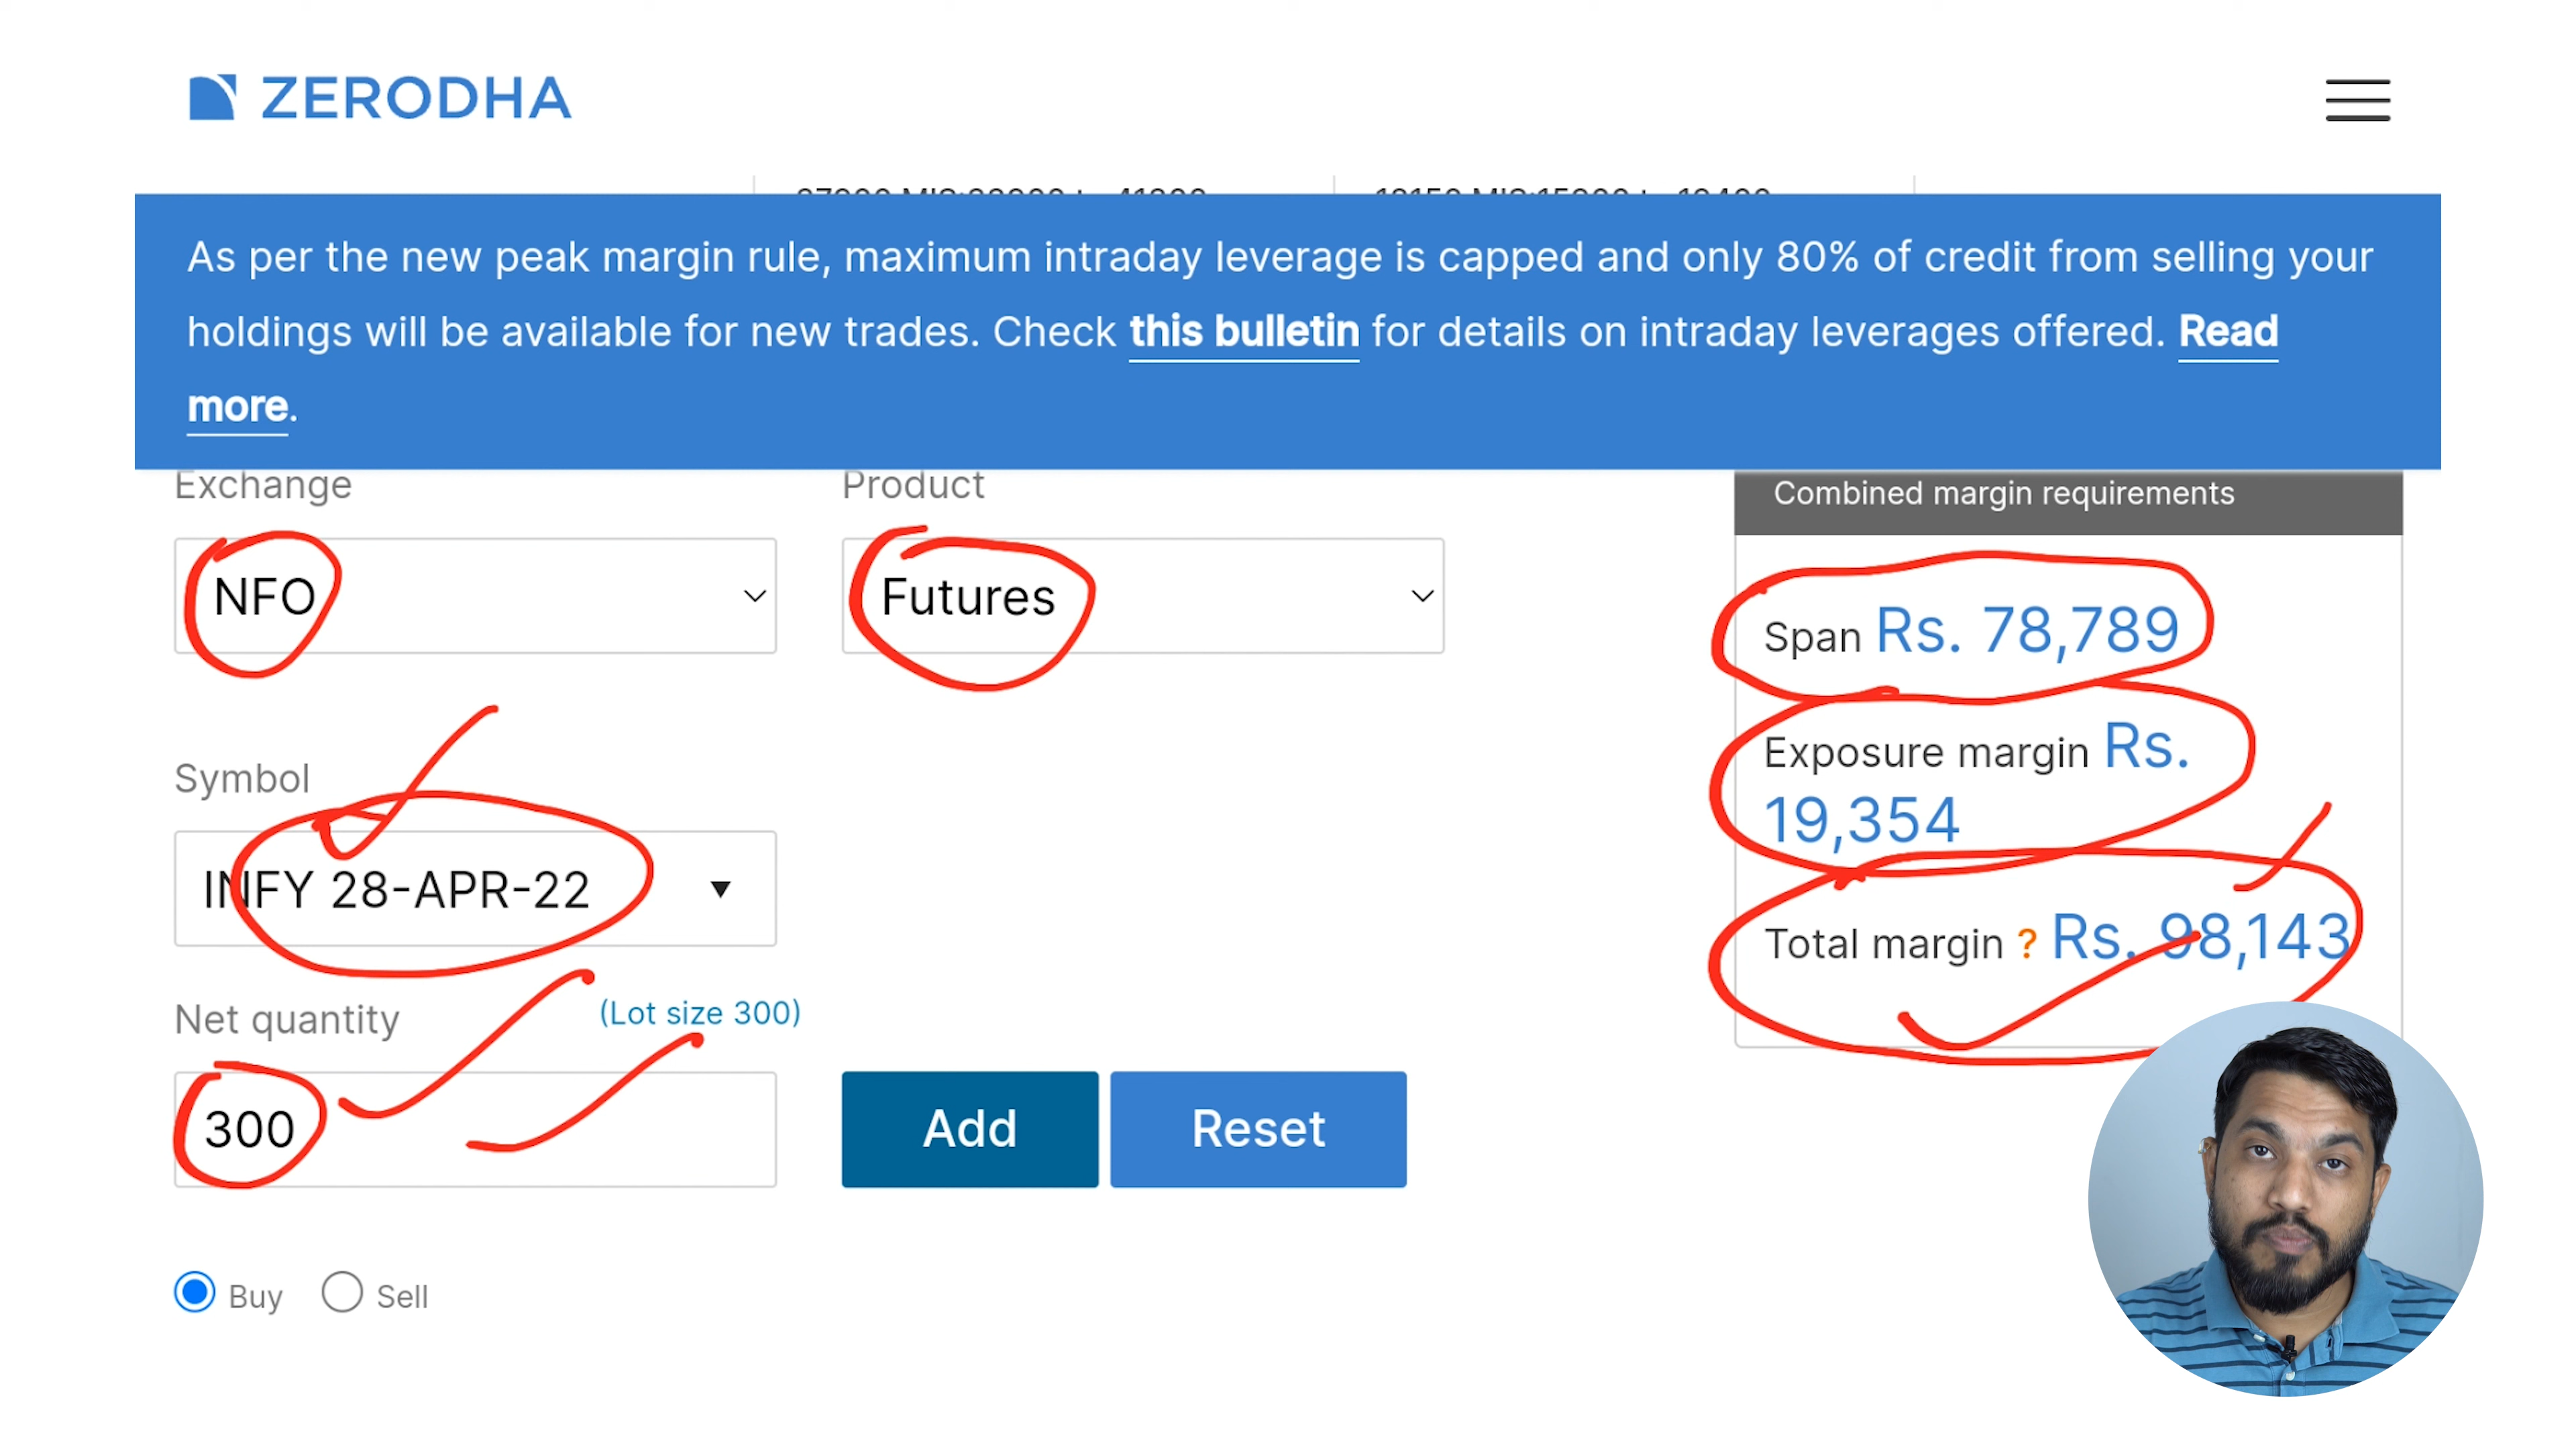 ZERODHA
As per the new peak margin rule, maximum intraday leverage is capped and only 80% of credit from selling your
holdings will be available for new trades. Check this bulletin for details on intraday leverages offered. Read
more.
Exchange
Product
Combined margin requirements
NFO
Futures
Span Rs. 78,789
Exposure margin Rs.
19,354
Total margin ? Rs. 98,143
Symbol
INFY 28-APR-22
Net quantity
(Lot size 300)
300
Add
Reset
Buy
Sell